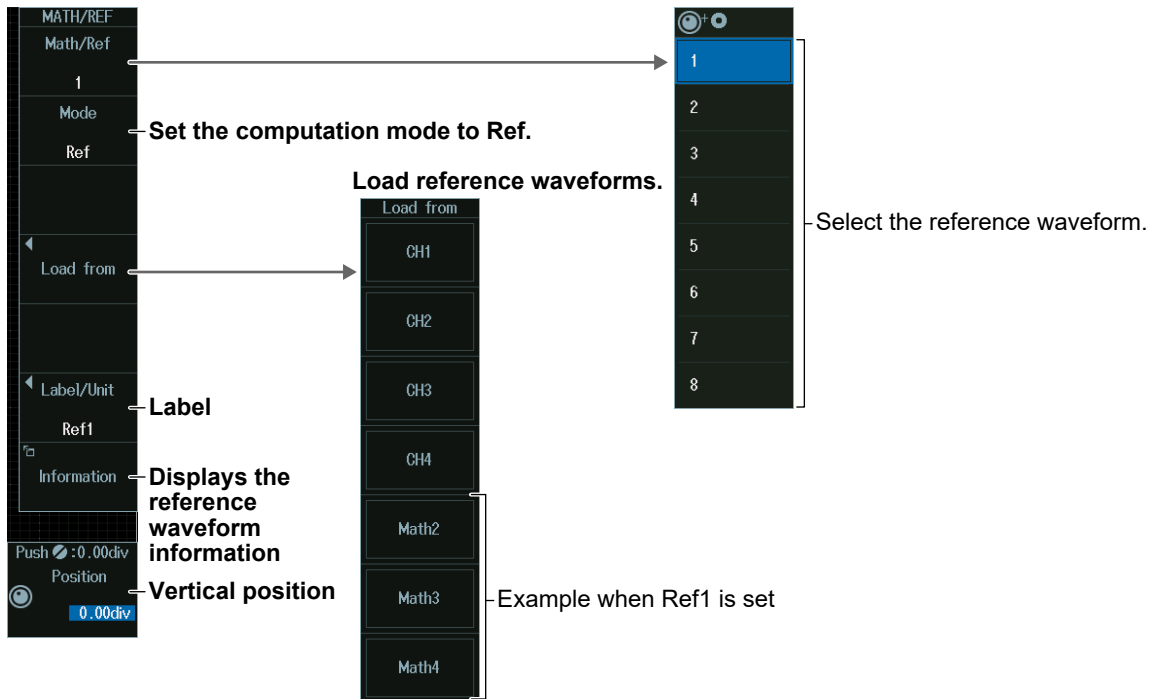 MATH/REF
Math/Ref
1
Mode
Ref
Set the computation mode to Ref.
Load from
Label/Unit
Ref1
Label
Information
Displays the
reference
waveform
information
Push :0.00div
Position
0.00div
Vertical position
Load reference waveforms.
Load from
CH1
CH2
CH3
CH4
Math2
Math3
Math4
Example when Ref1 is set
+
1
2
3
4
5
6
7
8
Select the reference waveform.